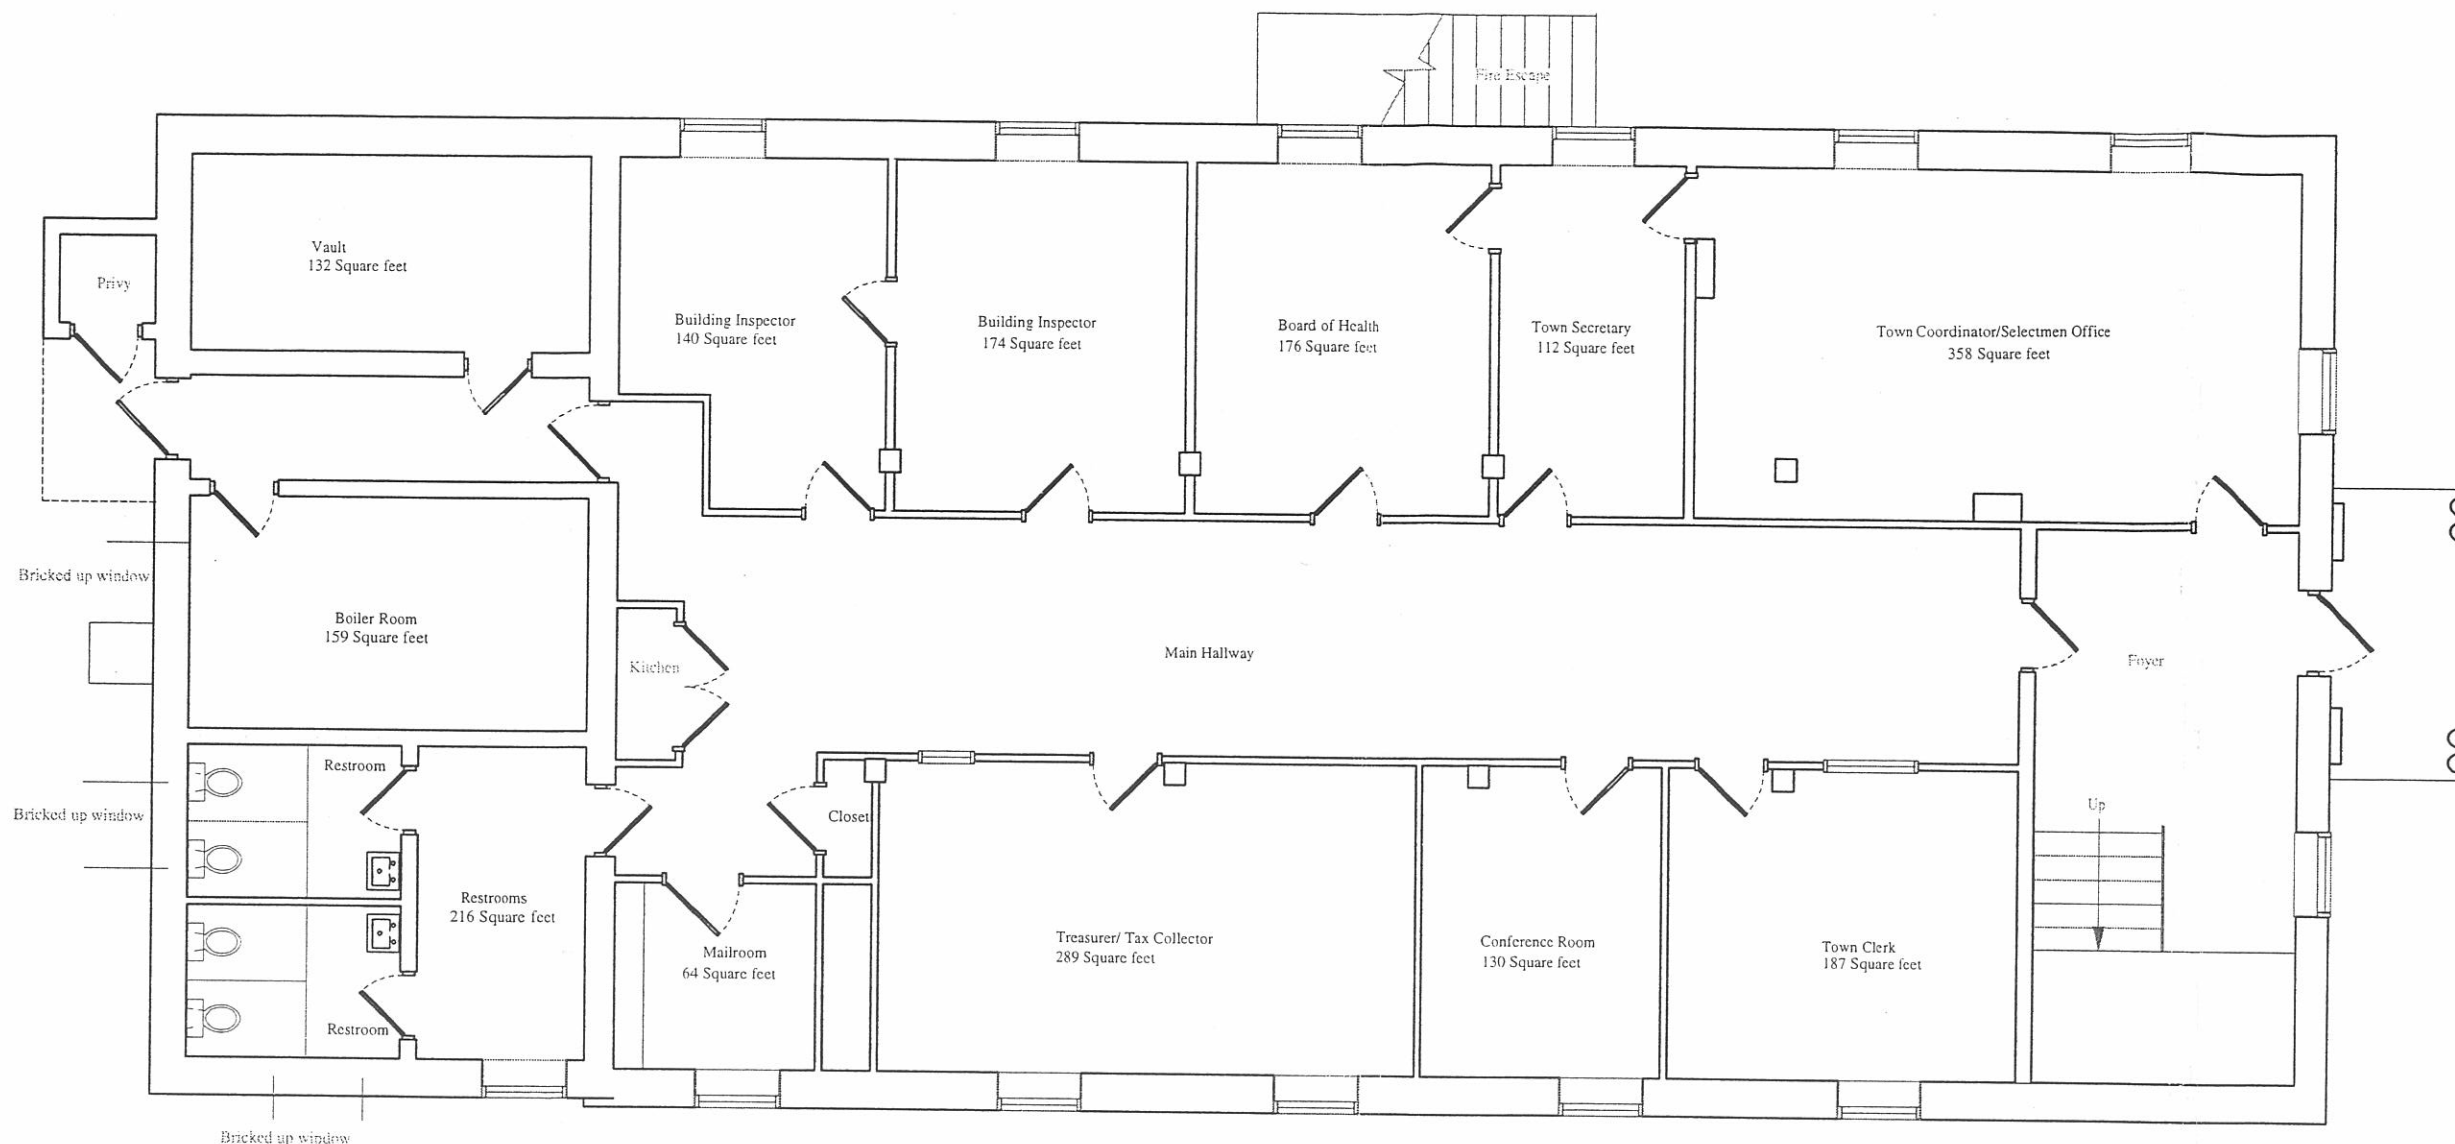 Fire Escape
Vault
132 Square feet
Privy
Building Inspector
140 Square feet
Building Inspector
174 Square feet
Board of Health
176 Square feet
Town Secretary
112 Square feet
Town Coordinator/Selectmen Office
358 Square feet
Bricked up window
Boiler Room
159 Square feet
Kitchen
Main Hallway
Foyer
Restroom
Bricked up window
Closet
Up
Restrooms
216 Square feet
Mailroom
64 Square feet
Treasurer/ Tax Collector
289 Square feet
Conference Room
130 Square feet
Town Clerk
187 Square feet
Restroom
Bricked up window